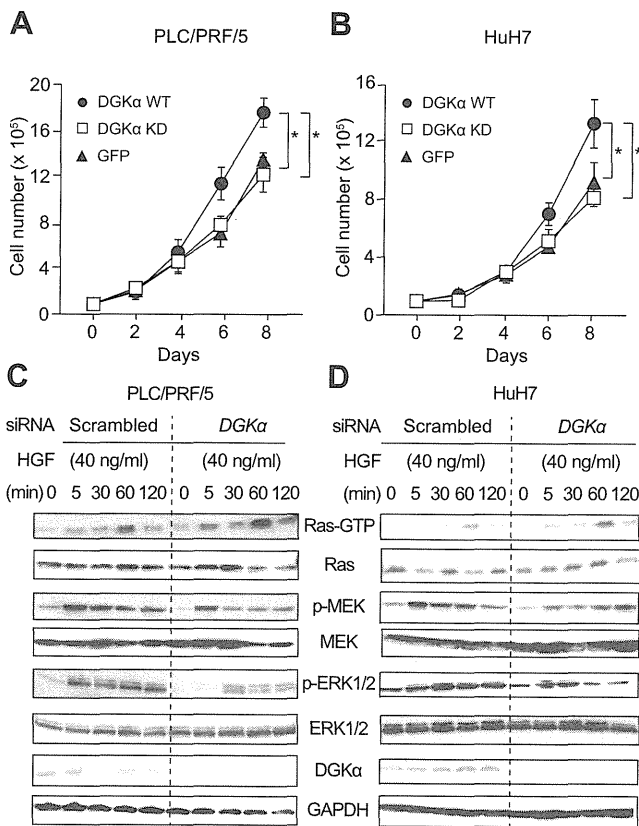 A
PLC/PRF/5
Cell number (x 10⁵)
20
16
12
8
4
0
DGKα WT
DGKα KD
GFP
*
*
0 2 4 6 8
Days
B
HuH7
Cell number (x 10⁵)
16
12
8
4
0
DGKα WT
DGKα KD
GFP
*
*
0 2 4 6 8
Days
C
PLC/PRF/5
siRNA Scrambled DGKα
HGF (40 ng/ml) (40 ng/ml)
(min) 0 5 30 60 120 0 5 30 60 120
D
HuH7
siRNA Scrambled DGKα
HGF (40 ng/ml) (40 ng/ml)
(min) 0 5 30 60 120 0 5 30 60 120
Ras-GTP
Ras
p-MEK
MEK
p-ERK1/2
ERK1/2
DGKα
GAPDH